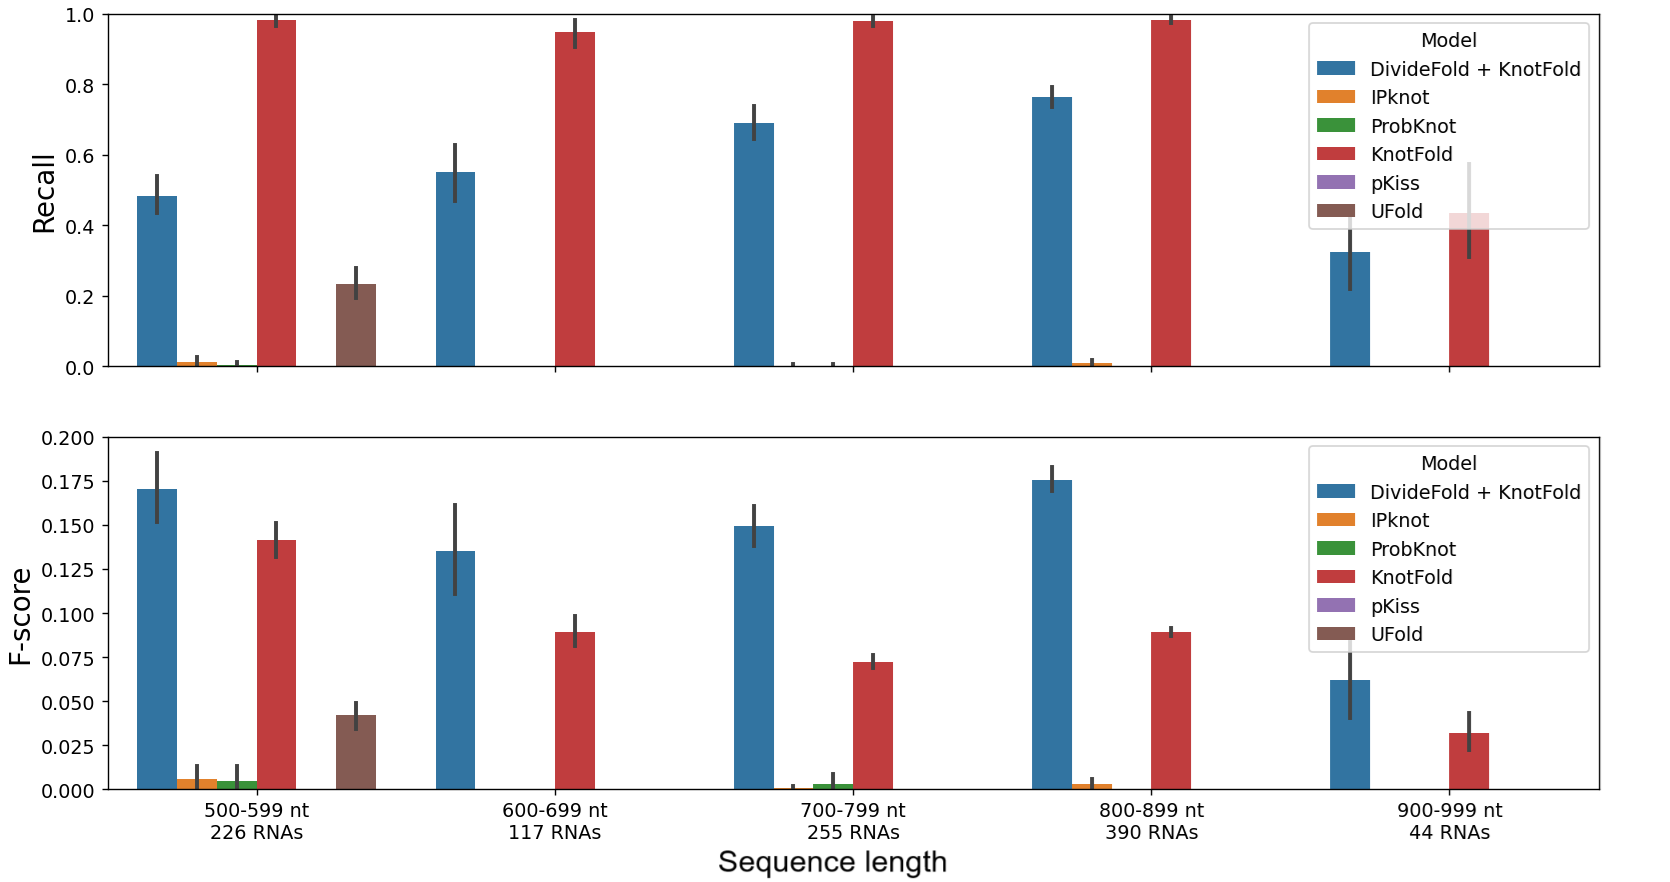 1.0
0.8
0.6
0.4
0.2
0.0
Recall
Model
DivideFold + KnotFold
IPknot
ProbKnot
KnotFold
pKiss
UFold
0.200
0.175
0.150
0.125
0.100
0.075
0.050
0.025
0.000
F-score
Model
DivideFold + KnotFold
IPknot
ProbKnot
KnotFold
pKiss
UFold
500-599 nt
226 RNAs
600-699 nt
117 RNAs
700-799 nt
255 RNAs
800-899 nt
390 RNAs
900-999 nt
44 RNAs
Sequence length